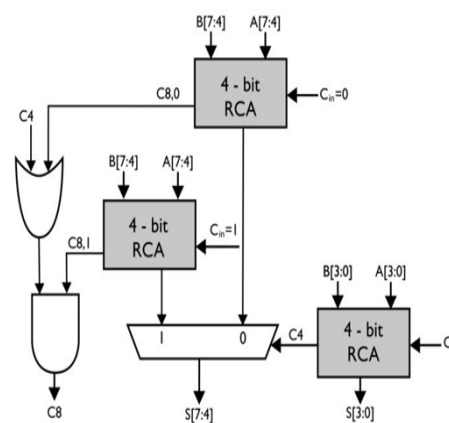 B[7:4] A[7:4]
C8,0
4 - bit
RCA
Cin=0
C4
B[7:4] A[7:4]
4 - bit
RCA
Cin=1
C8,1
B[3:0] A[3:0]
1 0
C4
4 - bit
RCA
C
C8
S[7:4]
S[3:0]